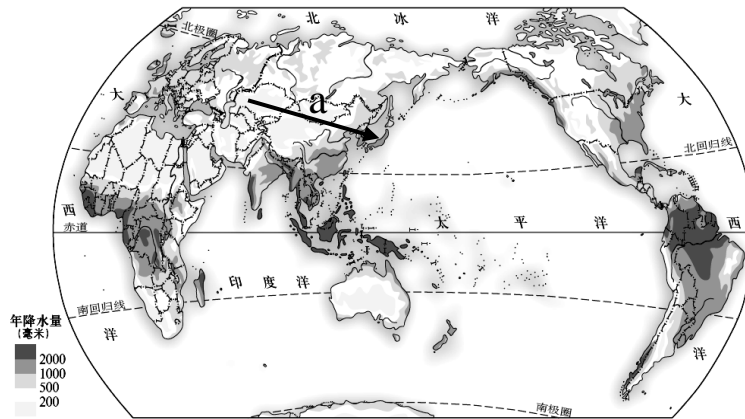 北 冰 洋
北极圈
a
大
大
北回归线
西
赤道
太 平 洋
西
印 度 洋
南回归线
洋
洋
年降水量
(毫米)
2000
1000
500
200
南极圈